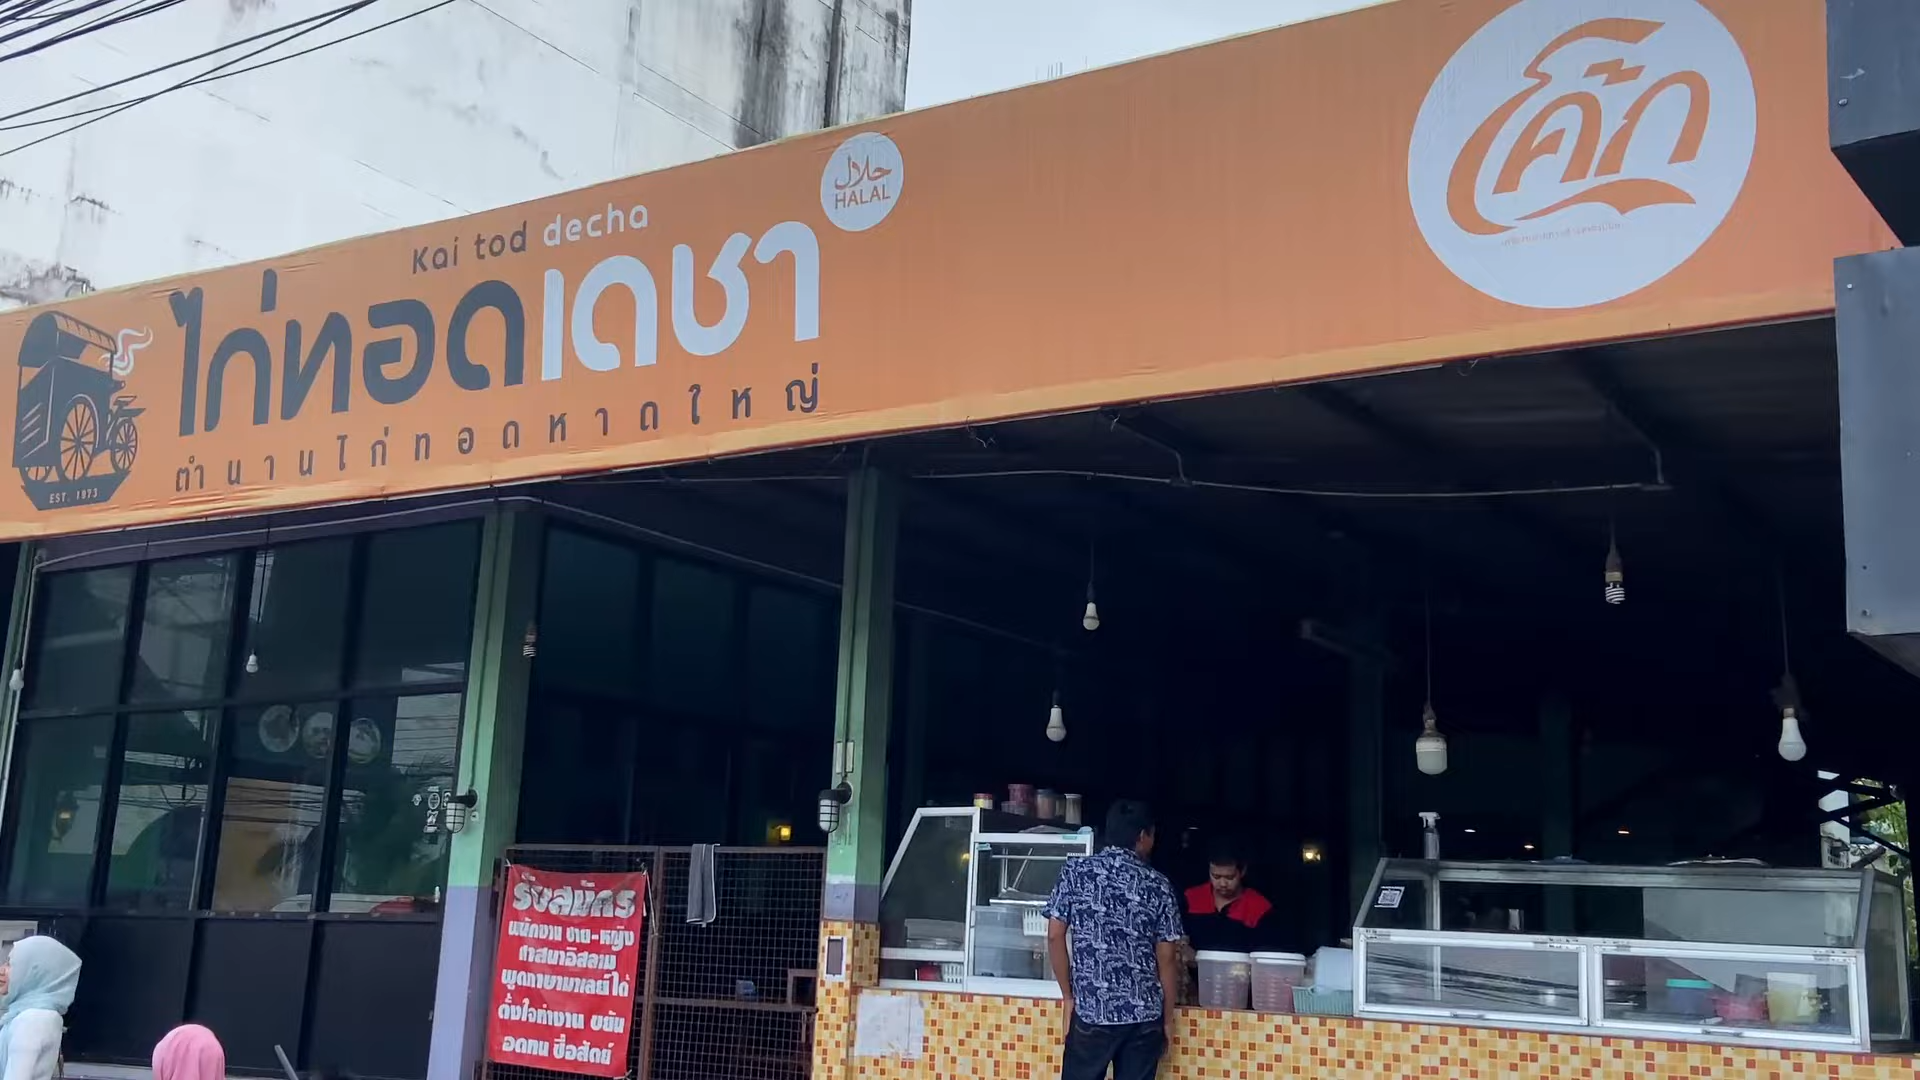 Kai tod decha
ไก่ทอดเดชา
ตำนานไก่ทอดหาดใหญ่
EST. 1973
حلال
HALAL
โค๊ก
รับสมัคร
พนักงาน ชาย-หญิง
ศาสนาอิสลาม
พูดภาษามาเลย์ได้
ตั้งใจทำงาน ขยัน
อดทน ซื่อสัตย์